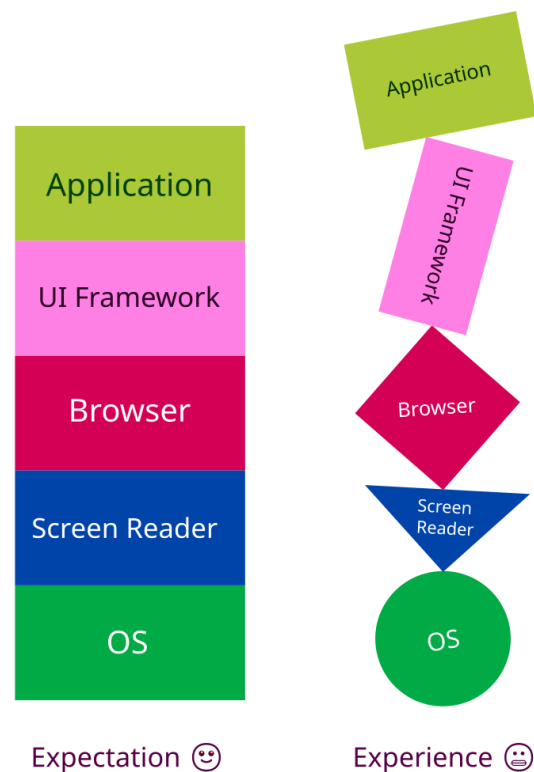 Application
UI Framework
Browser
Screen Reader
OS
Expectation
Application
UI Framework
Browser
Screen
Reader
OS
Experience